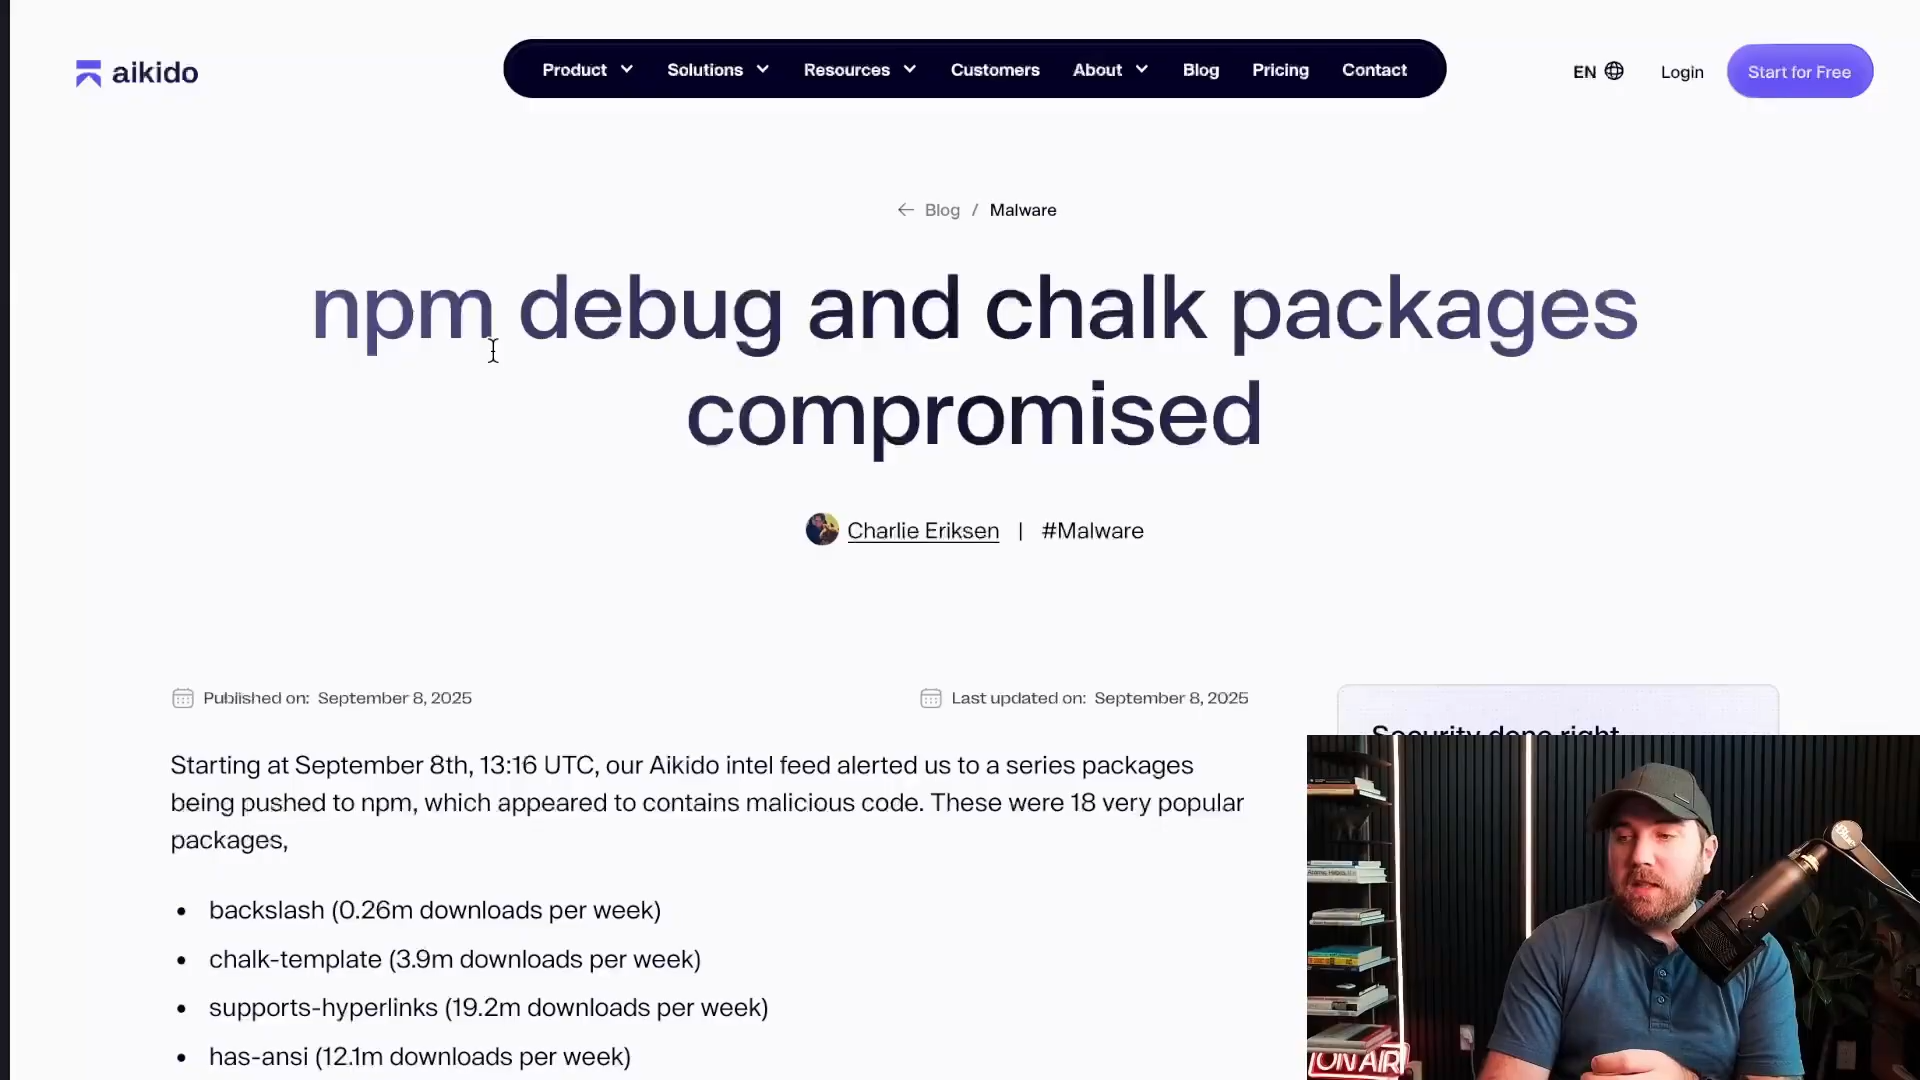 aikido
Product
Solutions
Resources
Customers
About
Blog
Pricing
Contact
EN
Login
Start for Free
← Blog / Malware
npm debug and chalk packages
compromised
Charlie Eriksen | #Malware
Published on: September 8, 2025
Last updated on: September 8, 2025
Security done right
Starting at September 8th, 13:16 UTC, our Aikido intel feed alerted us to a series packages
being pushed to npm, which appeared to contains malicious code. These were 18 very popular
packages,
• backslash (0.26m downloads per week)
• chalk-template (3.9m downloads per week)
• supports-hyperlinks (19.2m downloads per week)
• has-ansi (12.1m downloads per week)
Blue
ON AIR